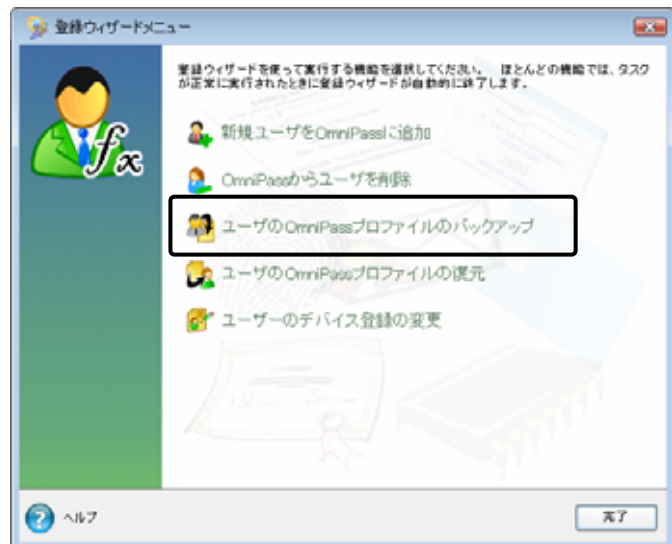 登録ウィザードメニュー
登録ウィザードを使って実行する機能を選択してください。 ほとんどの機能では、タスク
が正常に実行されたときに登録ウィザードが自動的に終了します。
fx
新規ユーザをOmniPassに追加
OmniPassからユーザを削除
ユーザのOmniPassプロファイルのバックアップ
ユーザのOmniPassプロファイルの復元
ユーザーのデバイス登録の変更
ヘルプ
完了